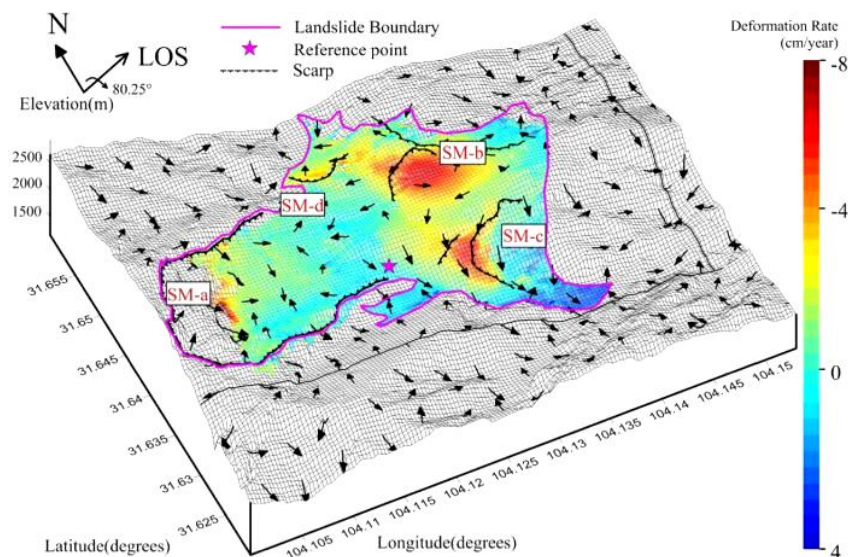 N
LOS
80.25°
Elevation(m)
Landslide Boundary
Reference point
Scarp
Deformation Rate
(cm/year)
-8
-4
0
4
2500
2000
1500
SM-b
SM-d
SM-c
SM-a
31.655
31.65
31.645
31.64
31.635
31.63
31.625
104.105
104.11
104.115
104.12
104.125
104.13
104.135
104.14
104.145
104.15
Latitude(degrees)
Longitude(degrees)